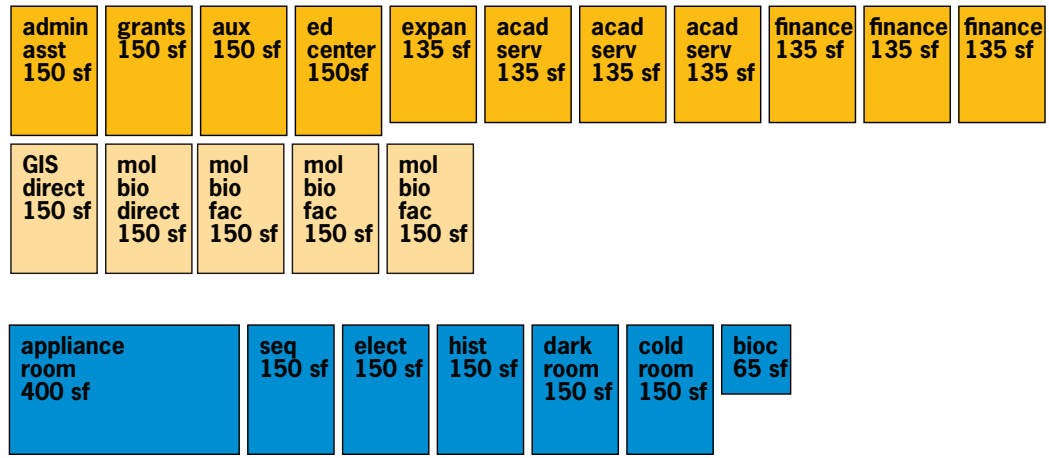 admin
asst
150 sf
grants
150 sf
aux
150 sf
ed
center
150sf
expan
135 sf
acad
serv
135 sf
acad
serv
135 sf
acad
serv
135 sf
finance
135 sf
finance
135 sf
finance
135 sf
GIS
direct
150 sf
mol
bio
direct
150 sf
mol
bio
fac
150 sf
mol
bio
fac
150 sf
mol
bio
fac
150 sf
appliance
room
400 sf
seq
150 sf
elect
150 sf
hist
150 sf
dark
room
150 sf
cold
room
150 sf
bioc
65 sf